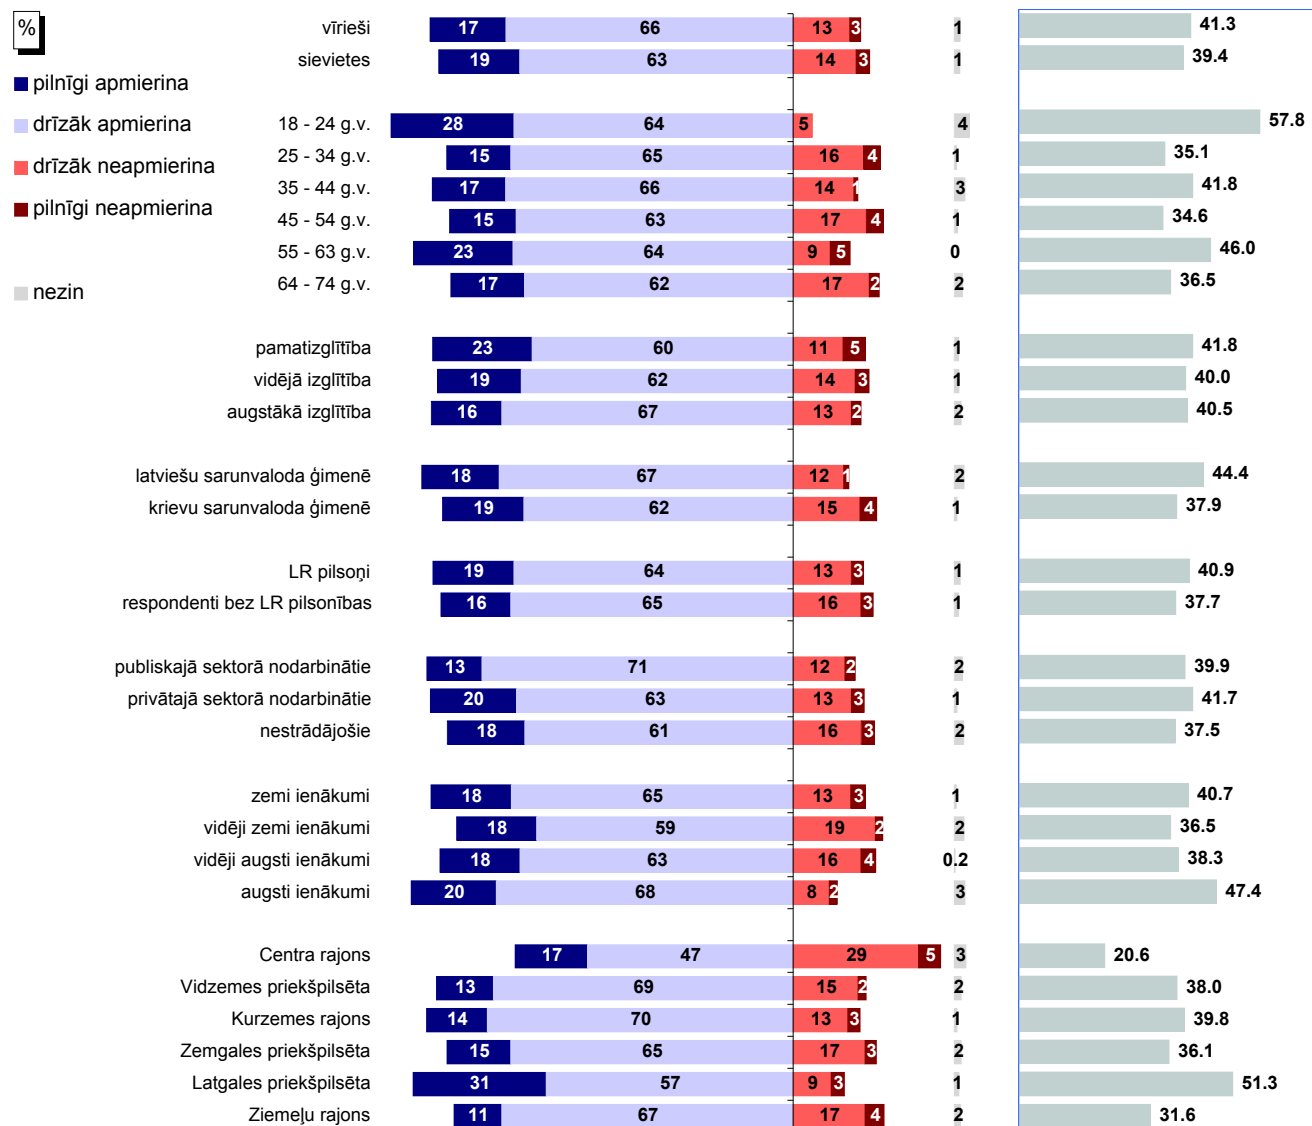 %
pilnīgi apmierina
drīzāk apmierina
drīzāk neapmierina
pilnīgi neapmierina
nezin
vīrieši 17 66 13 3 1 41.3
sievietes 19 63 14 3 1 39.4
18 - 24 g.v. 28 64 5 4 57.8
25 - 34 g.v. 15 65 16 4 1 35.1
35 - 44 g.v. 17 66 14 1 3 41.8
45 - 54 g.v. 15 63 17 4 1 34.6
55 - 63 g.v. 23 64 9 5 0 46.0
64 - 74 g.v. 17 62 17 2 2 36.5
pamatizglītība 23 60 11 5 1 41.8
vidējā izglītība 19 62 14 3 1 40.0
augstākā izglītība 16 67 13 2 2 40.5
latviešu sarunvaloda ģimenē 18 67 12 1 2 44.4
krievu sarunvaloda ģimenē 19 62 15 4 1 37.9
LR pilsoņi 19 64 13 3 1 40.9
respondenti bez LR pilsonības 16 65 16 3 1 37.7
publiskajā sektorā nodarbinātie 13 71 12 2 2 39.9
privātajā sektorā nodarbinātie 20 63 13 3 1 41.7
nestrādājošie 18 61 16 3 2 37.5
zemi ienākumi 18 65 13 3 1 40.7
vidēji zemi ienākumi 18 59 19 2 2 36.5
vidēji augsti ienākumi 18 63 16 4 0.2 38.3
augsti ienākumi 20 68 8 2 3 47.4
Centra rajons 17 47 29 5 3 20.6
Vidzemes priekšpilsēta 13 69 15 2 2 38.0
Kurzemes rajons 14 70 13 3 1 39.8
Zemgales priekšpilsēta 15 65 17 3 2 36.1
Latgales priekšpilsēta 31 57 9 3 1 51.3
Ziemeļu rajons 11 67 17 4 2 31.6